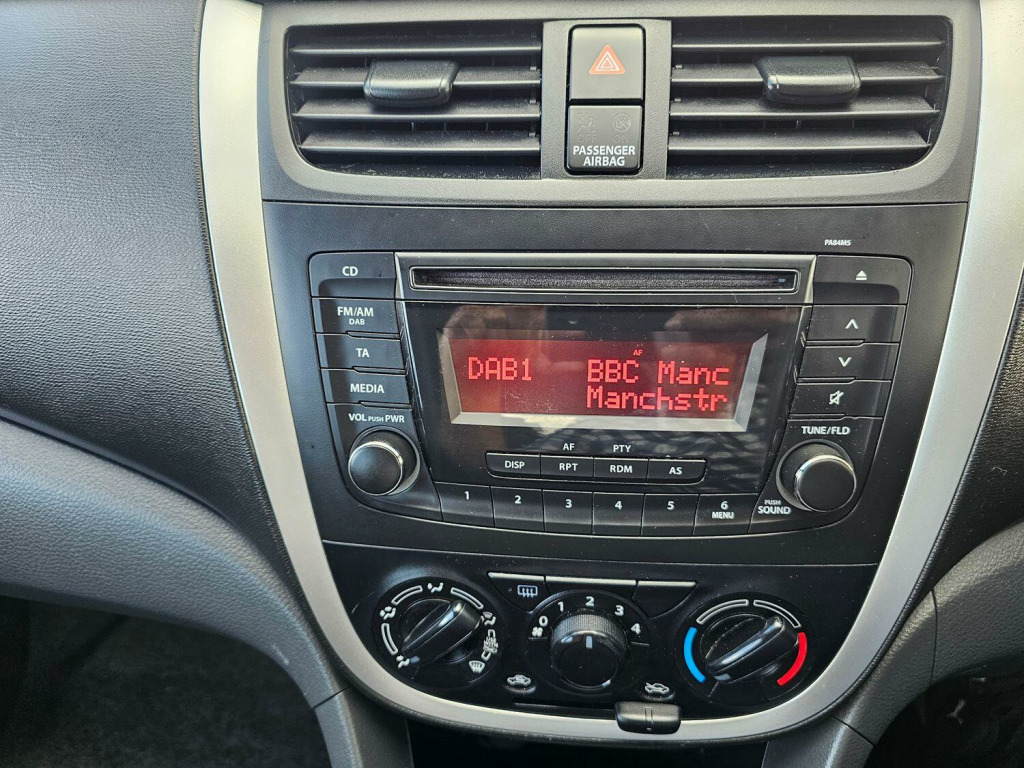 PASSENGER
AIRBAG
PA84M5
CD
FM/AM
DAB
TA
MEDIA
VOL PUSH PWR
AF
DAB1 BBC Manc
Manchstr
TUNE/FLD
AF PTY
DISP RPT RDM AS
1 2 3 4 5 6
MENU
PUSH
SOUND
0 1 2 3 4